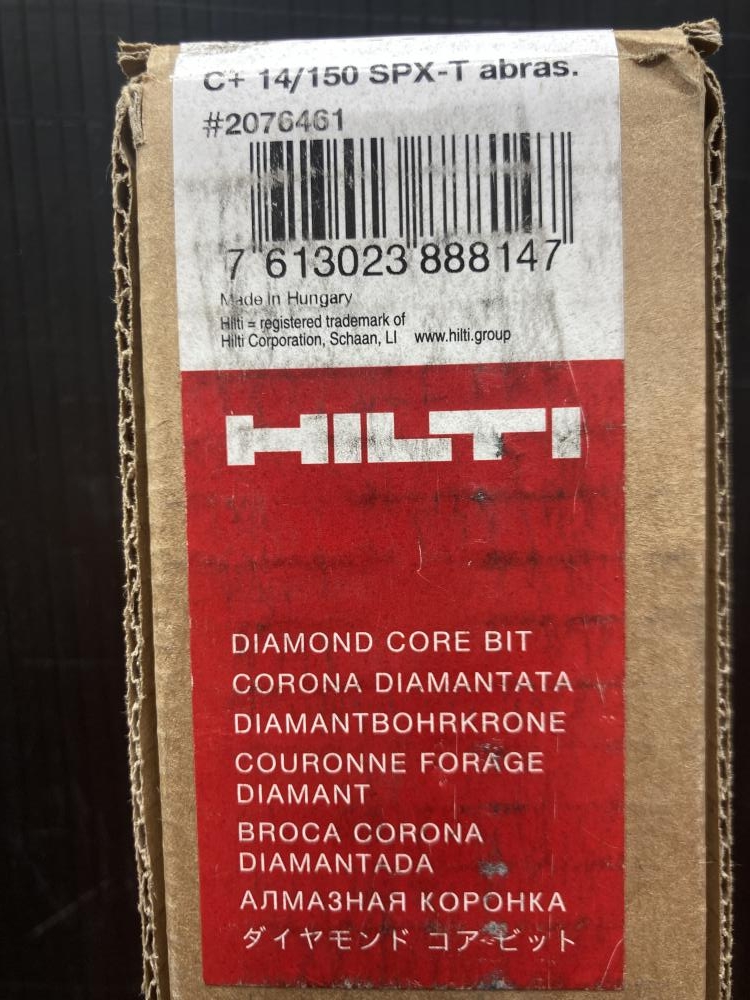 C+ 14/150 SPX-T abras.
#2076461
7 613023 888147
Made in Hungary
Hilti = registered trademark of
Hilti Corporation, Schaan, LI www.hilti.group
HILTI
DIAMOND CORE BIT
CORONA DIAMANTATA
DIAMANTBOHRKRONE
COURONNE FORAGE
DIAMANT
BROCA CORONA
DIAMANTADA
АЛМАЗНАЯ КОРОНКА
ダイヤモンド コア ビット